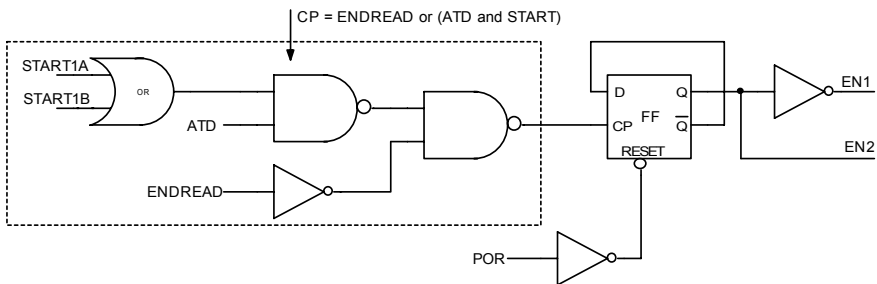 CP = ENDREAD or (ATD and START)
START1A
OR
START1B
ATD
ENDREAD
D
Q
CP
FF
Q
RESET
EN1
EN2
POR